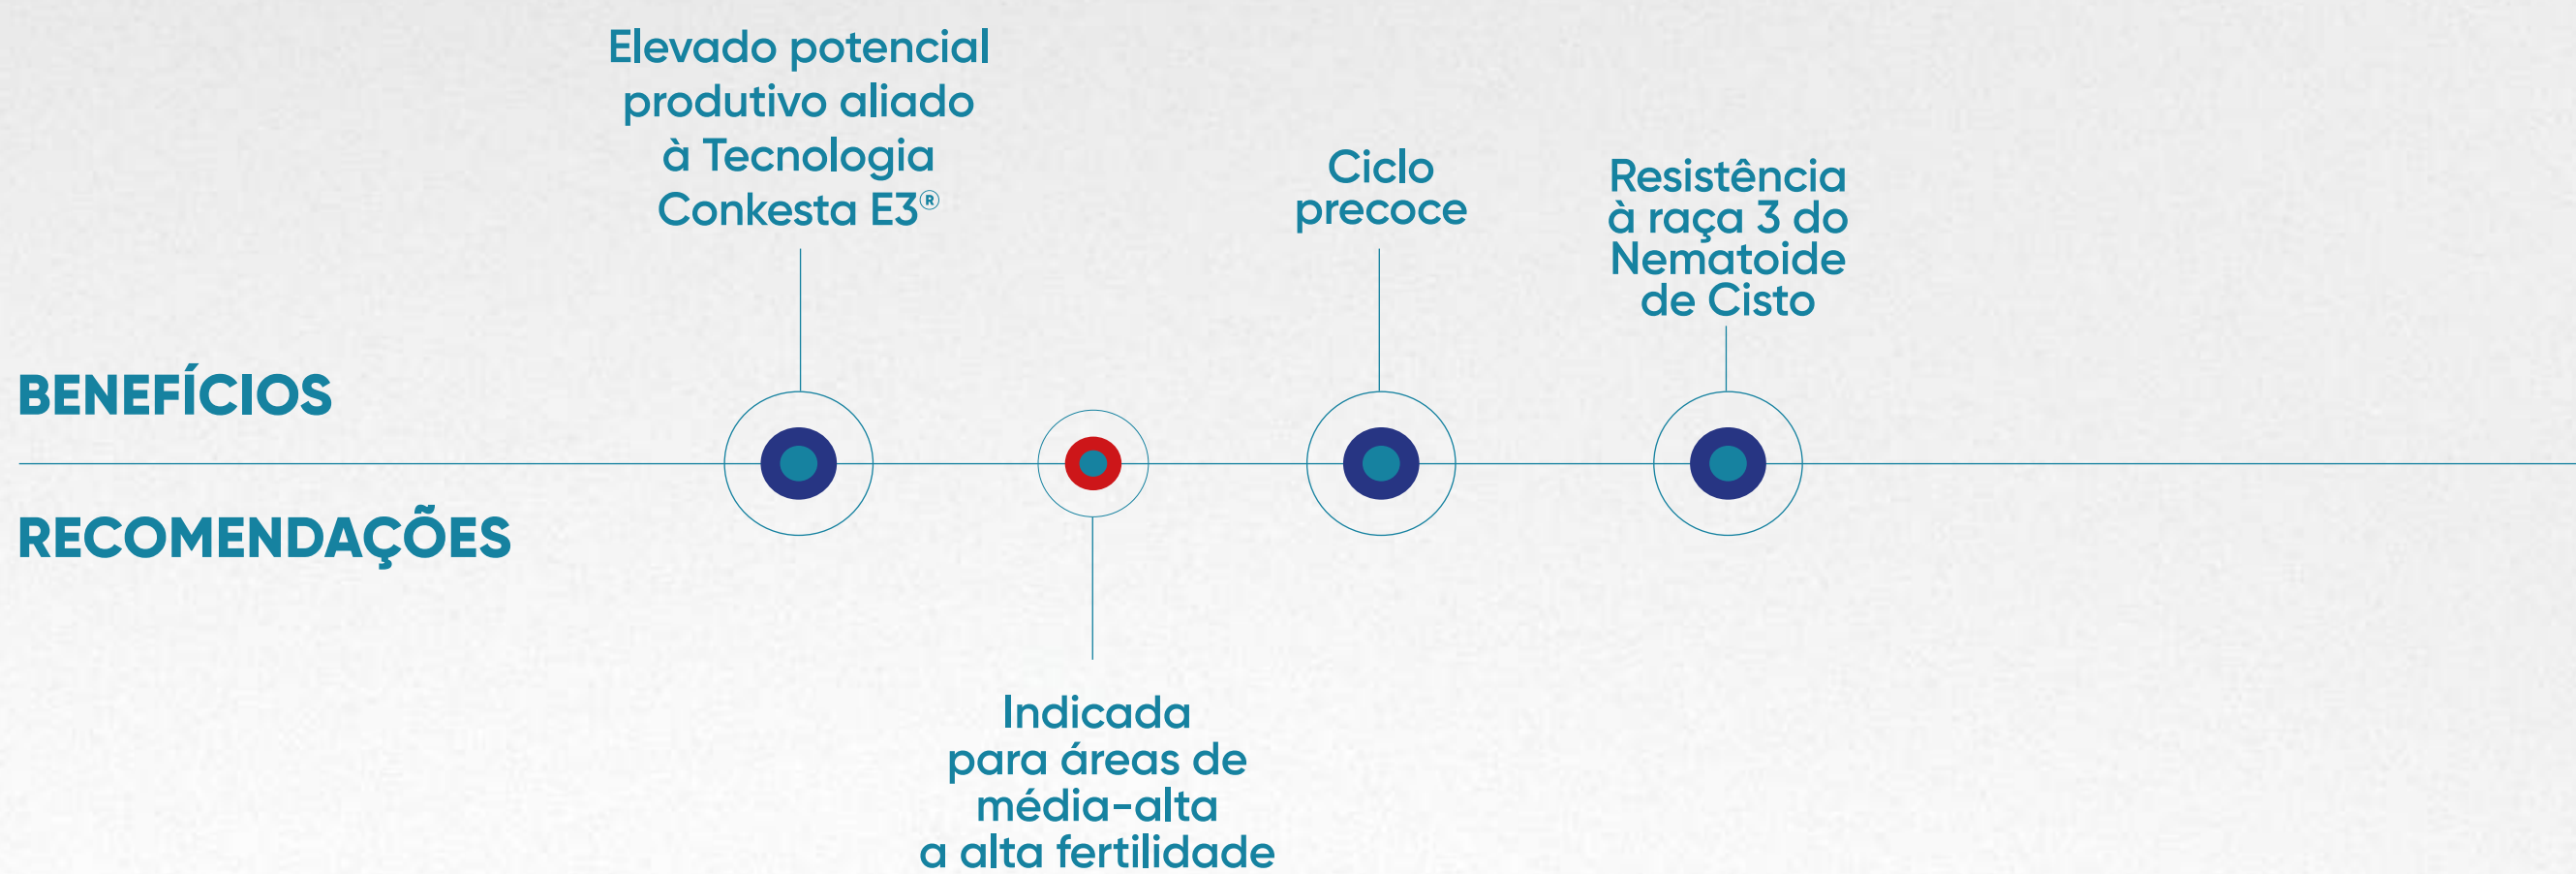 BENEFÍCIOS
Elevado potencial
produtivo aliado
à Tecnologia
Conkesta E3®
Ciclo
precoce
Resistência
à raça 3 do
Nematoide
de Cisto
RECOMENDAÇÕES
Indicada
para áreas de
média-alta
a alta fertilidade